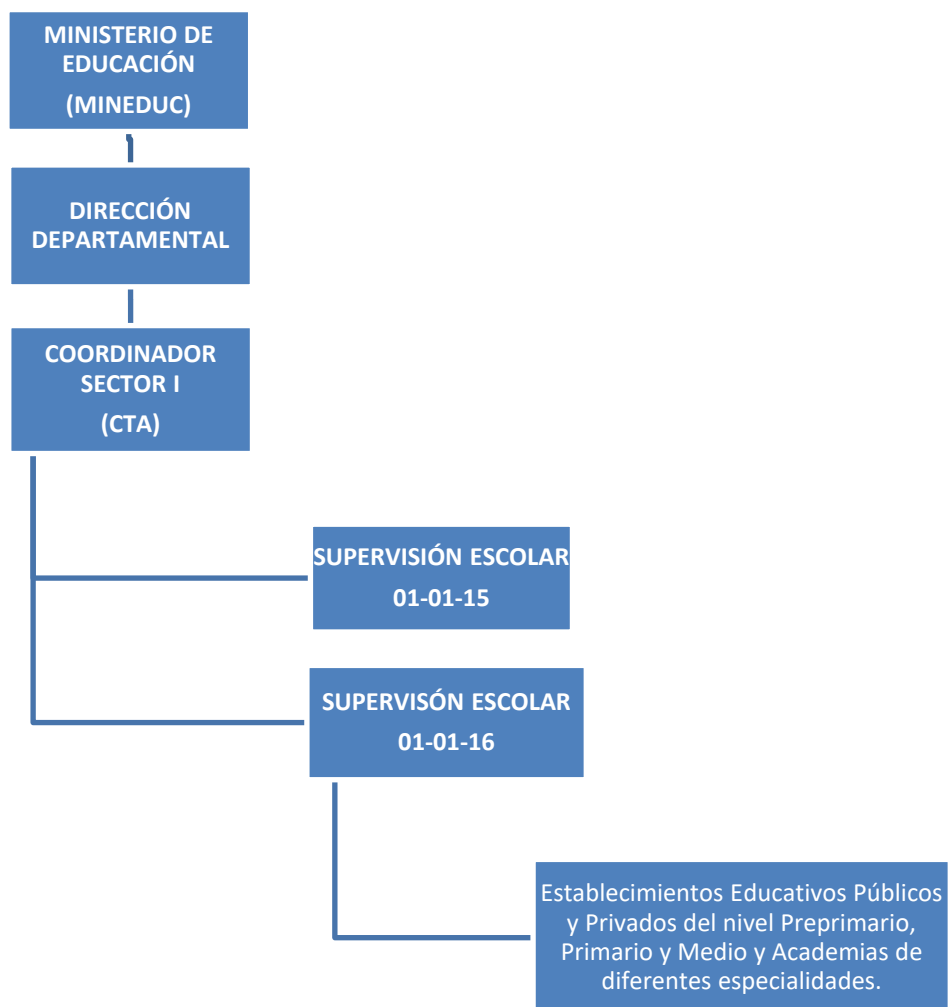 MINISTERIO DE
EDUCACIÓN
(MINEDUC)
DIRECCIÓN
DEPARTAMENTAL
COORDINADOR
SECTOR I
(CTA)
SUPERVISIÓN ESCOLAR
01-01-15
SUPERVISÓN ESCOLAR
01-01-16
Establecimientos Educativos Públicos
y Privados del nivel Preprimario,
Primario y Medio y Academias de
diferentes especialidades.